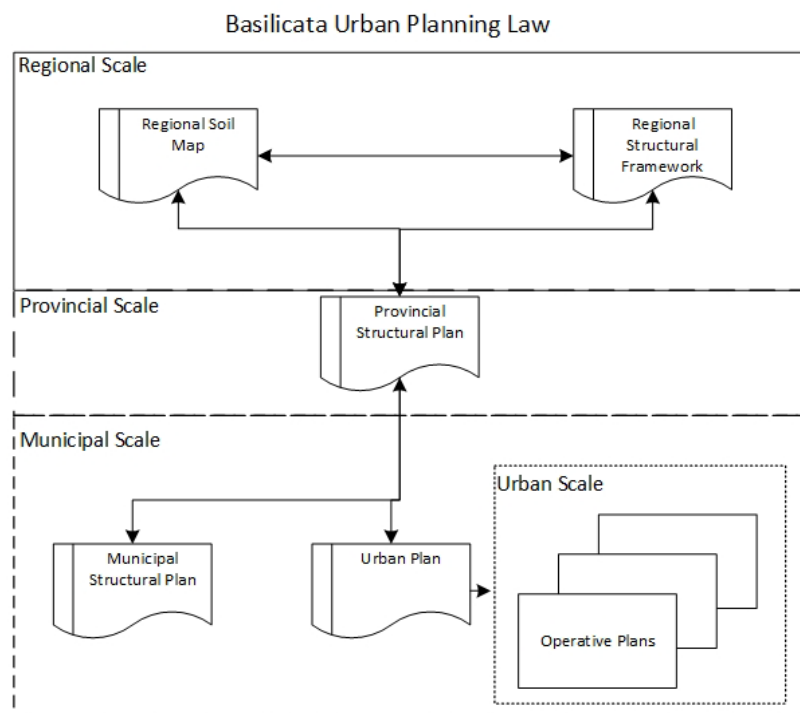 Basilicata Urban Planning Law
Regional Scale
Regional Soil
Map
Regional
Structural
Framework
Provincial Scale
Provincial
Structural Plan
Municipal Scale
Municipal
Structural Plan
Urban Plan
Urban Scale
Operative Plans